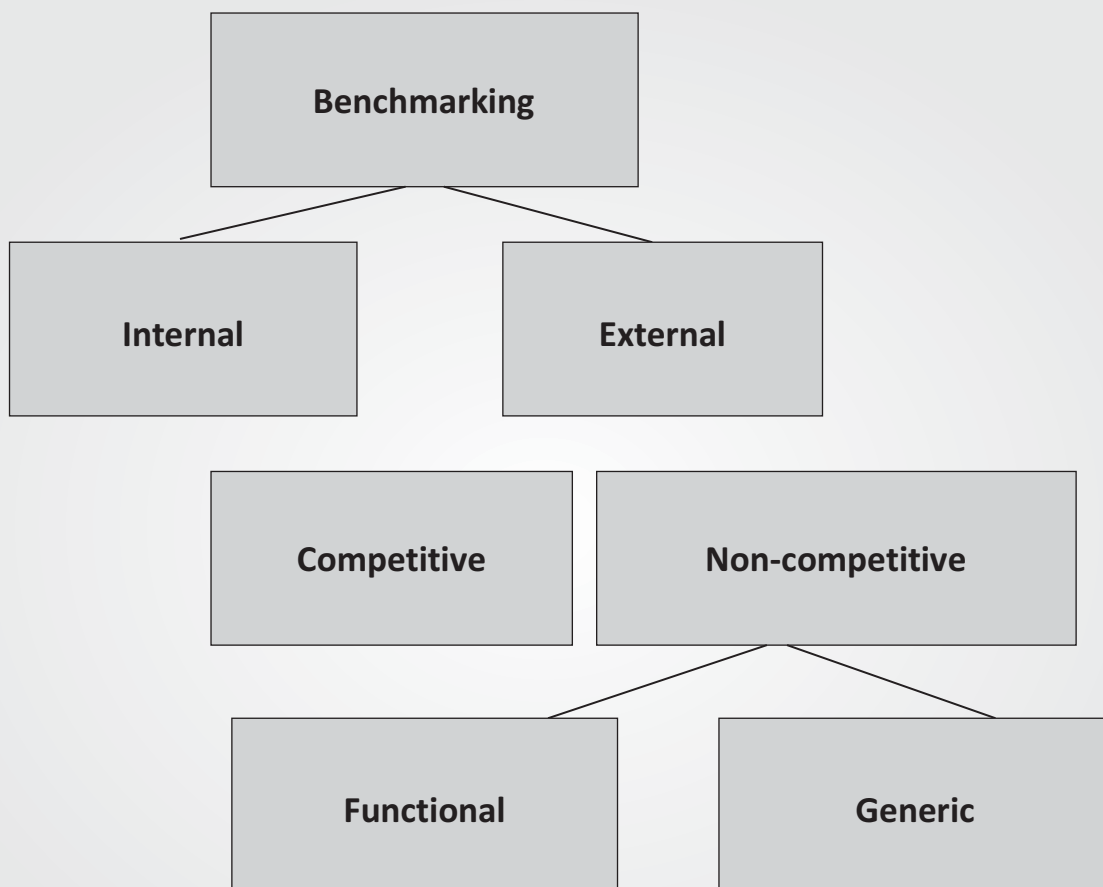 Benchmarking
Internal
External
Competitive
Non-competitive
Functional
Generic